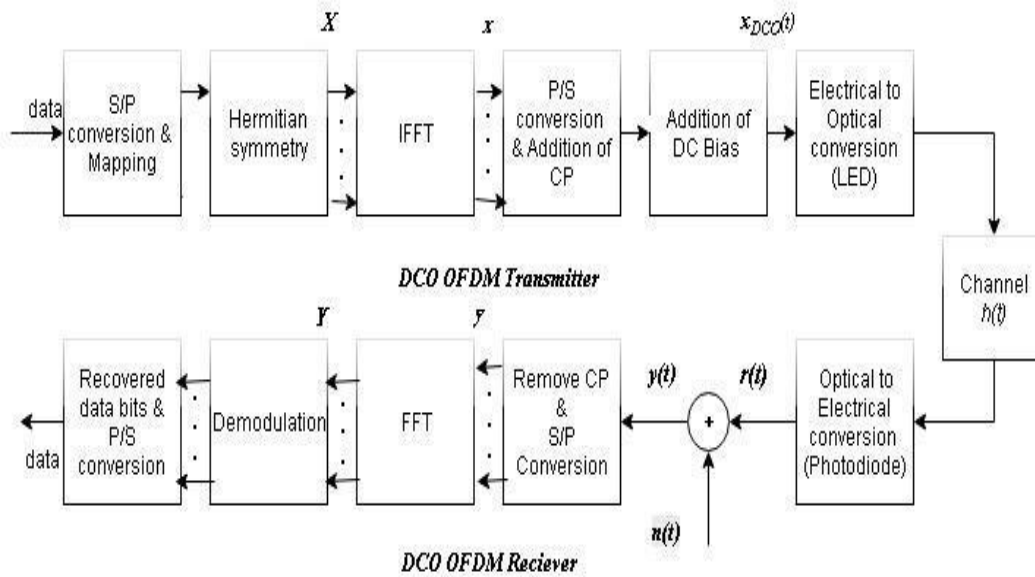 X
x
xDCO(t)
data
S/P
conversion &
Mapping
Hermitian
symmetry
IFFT
P/S
conversion
& Addition of
CP
Addition of
DC Bias
Electrical to
Optical
conversion
(LED)
DCO OFDM Transmitter
Channel
h(t)
Y
y
y(t)
r(t)
Recovered
data bits &
P/S
conversion
data
Demodulation
FFT
Remove CP
&
S/P
Conversion
+
Optical to
Electrical
conversion
(Photodiode)
n(t)
DCO OFDM Reciever